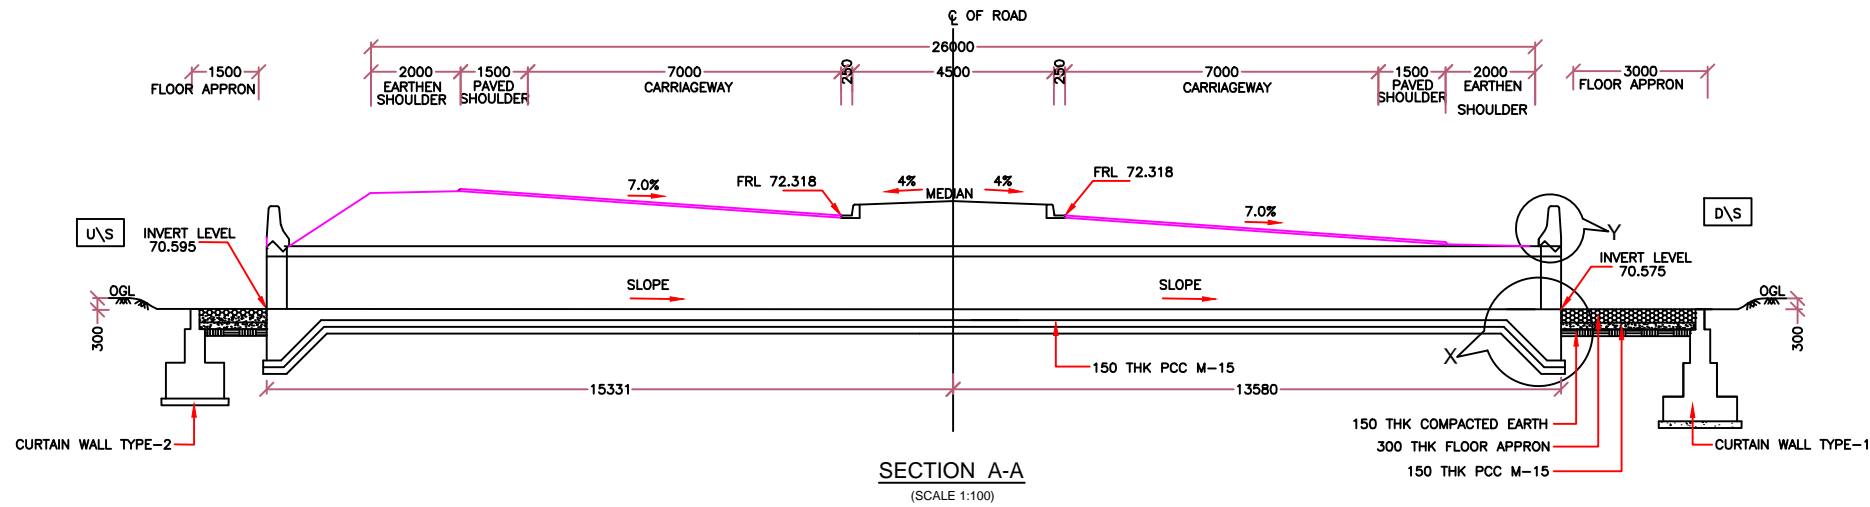 ℄ OF ROAD
26000
1500
FLOOR APPRON
2000
EARTHEN
SHOULDER
1500
PAVED
SHOULDER
7000
CARRIAGEWAY
250
4500
250
7000
CARRIAGEWAY
1500
PAVED
SHOULDER
2000
EARTHEN
SHOULDER
3000
FLOOR APPRON
7.0%
FRL 72.318
4%
MEDIAN
4%
FRL 72.318
7.0%
U\S
INVERT LEVEL
70.595
D\S
Y
INVERT LEVEL
70.575
OGL
300
SLOPE
SLOPE
OGL
300
X
150 THK PCC M-15
15331
13580
150 THK COMPACTED EARTH
300 THK FLOOR APPRON
150 THK PCC M-15
CURTAIN WALL TYPE-2
CURTAIN WALL TYPE-1
SECTION A-A
(SCALE 1:100)